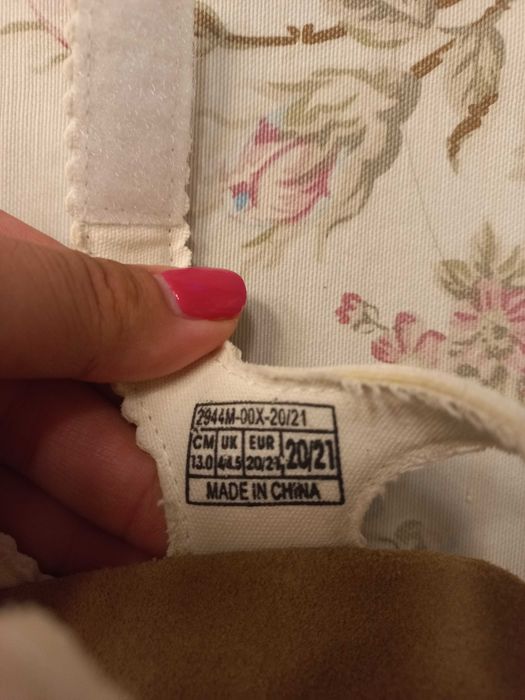 2944M-00X-20/21
CM UK EUR 20/21
13.0 4/4.5 20/21
MADE IN CHINA